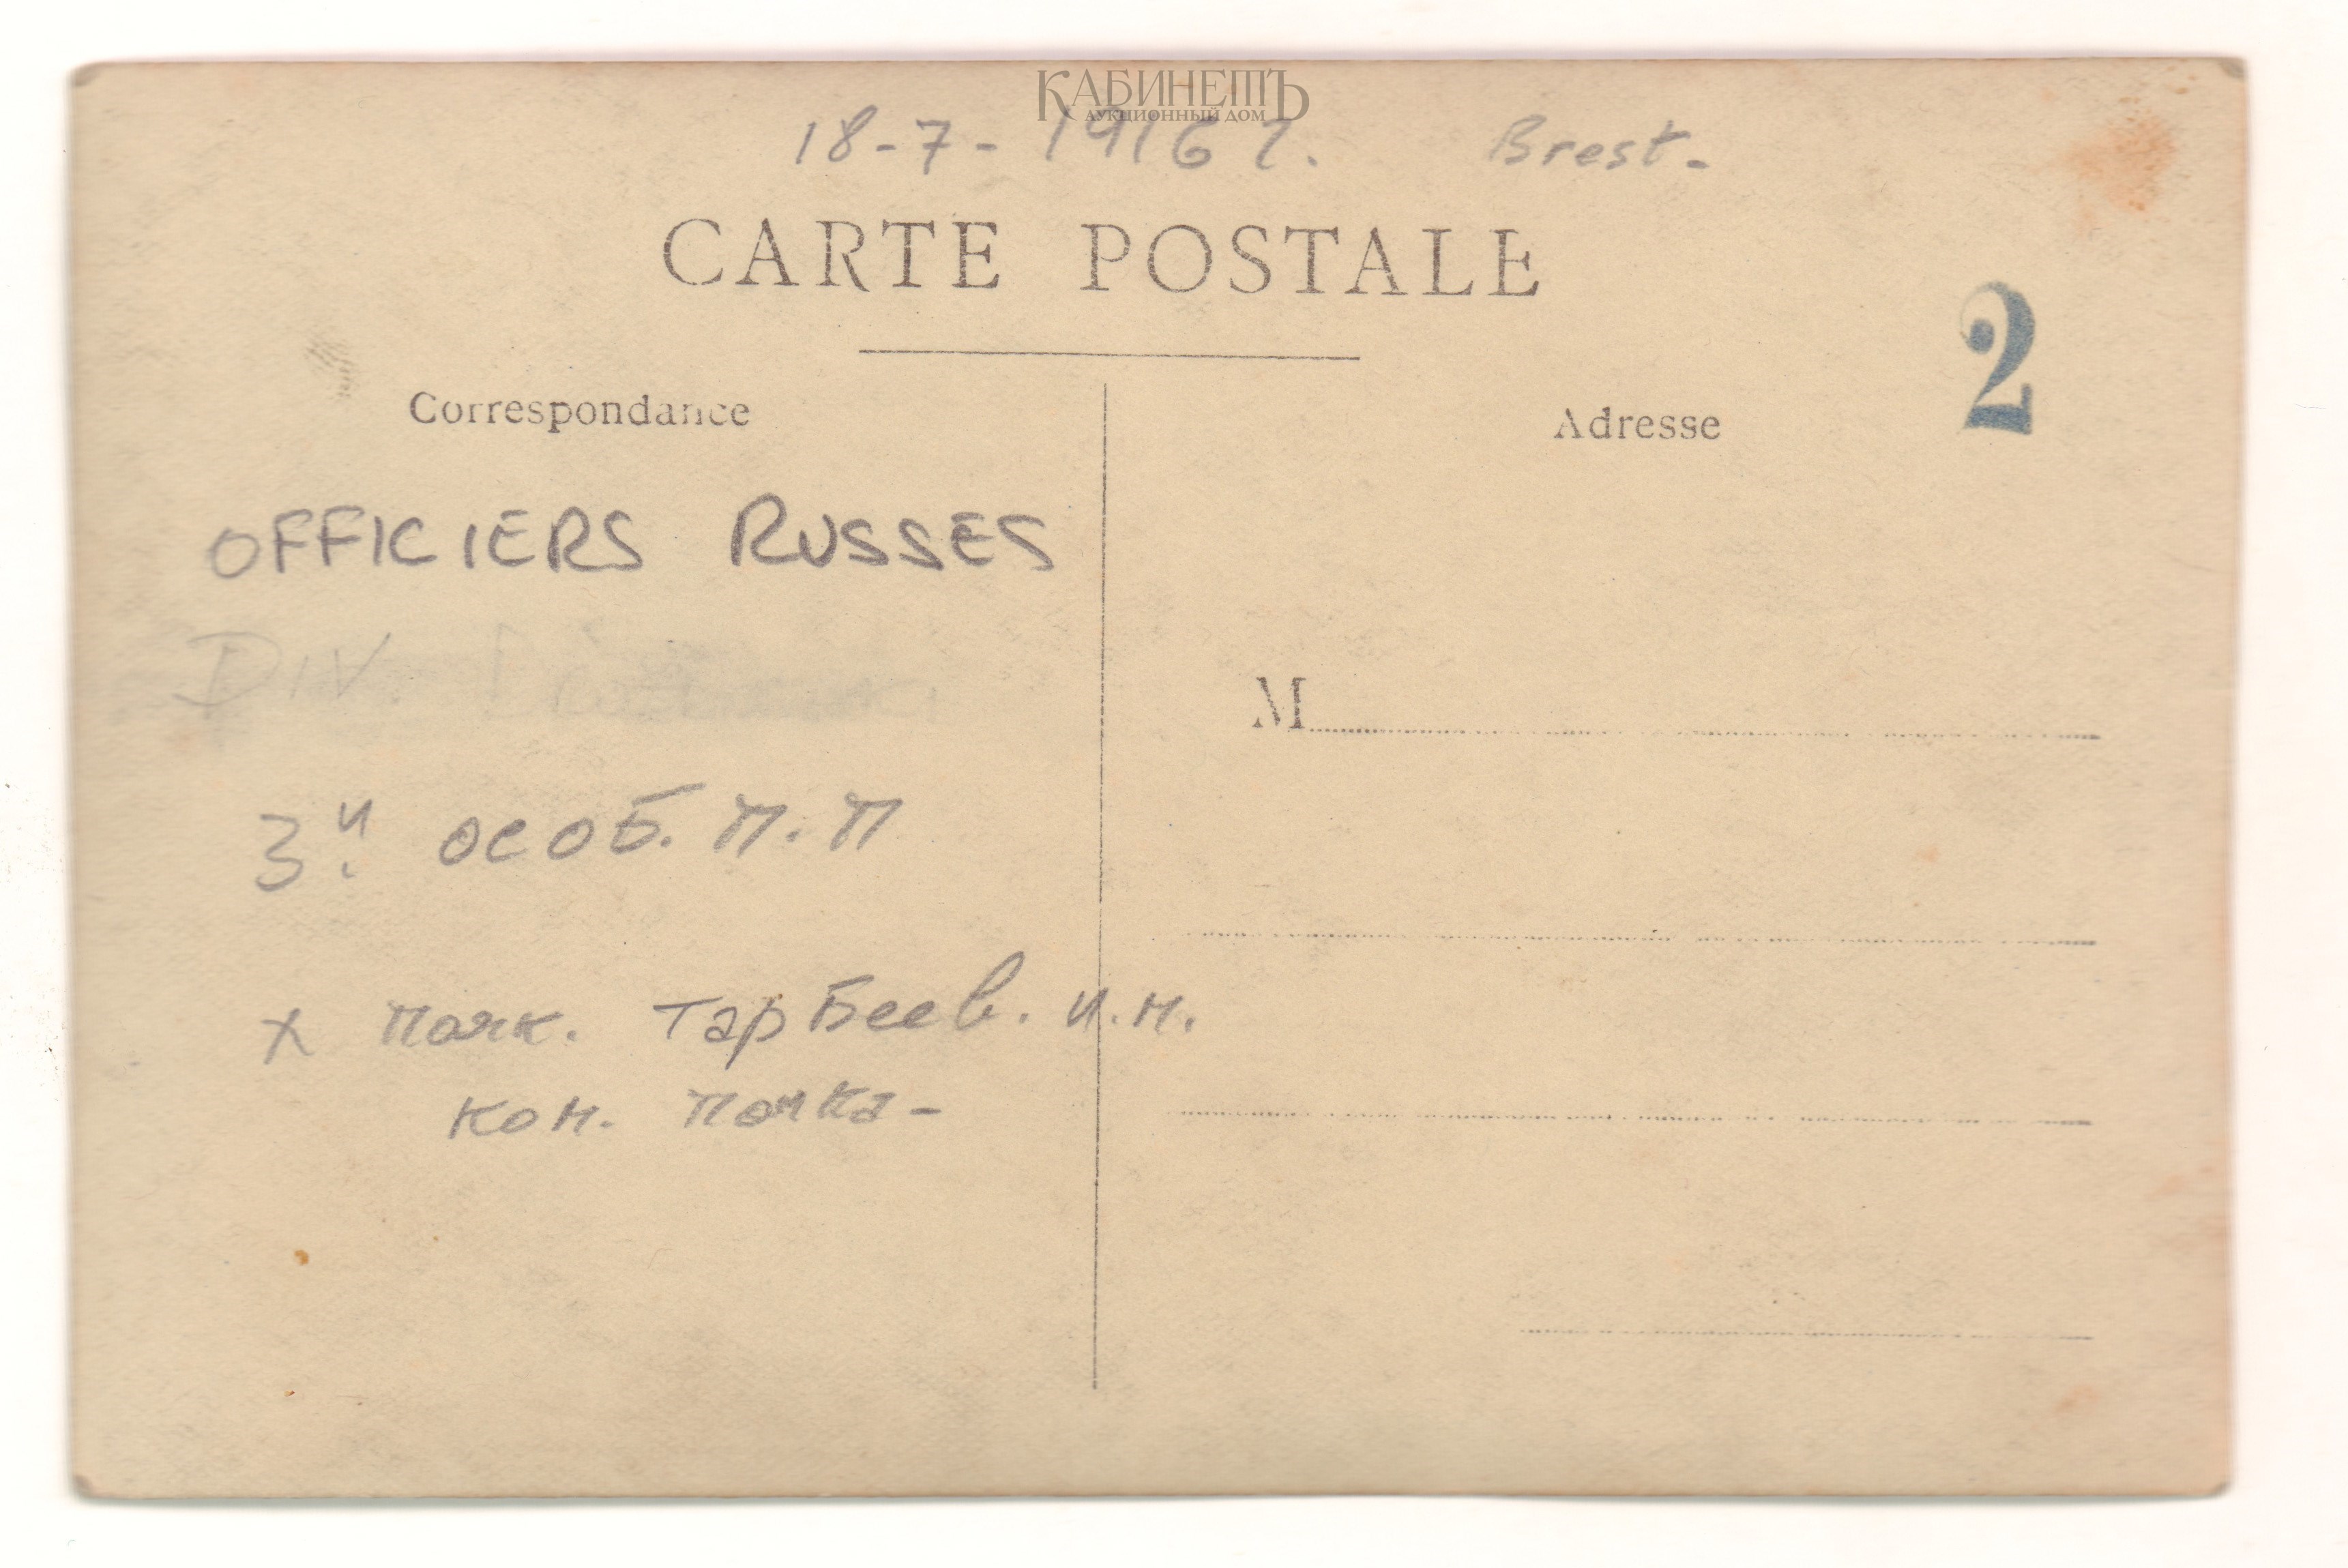 КАБИНЕТЪ
АУКЦИОННЫЙ ДОМ
18-7-1916 г. Brest.
CARTE POSTALE
2
Correspondance
Adresse
OFFICIERS RUSSES
DIV.
M
3й особ. п. п
x полк. Тарбеев. и.м.
ком. полка-